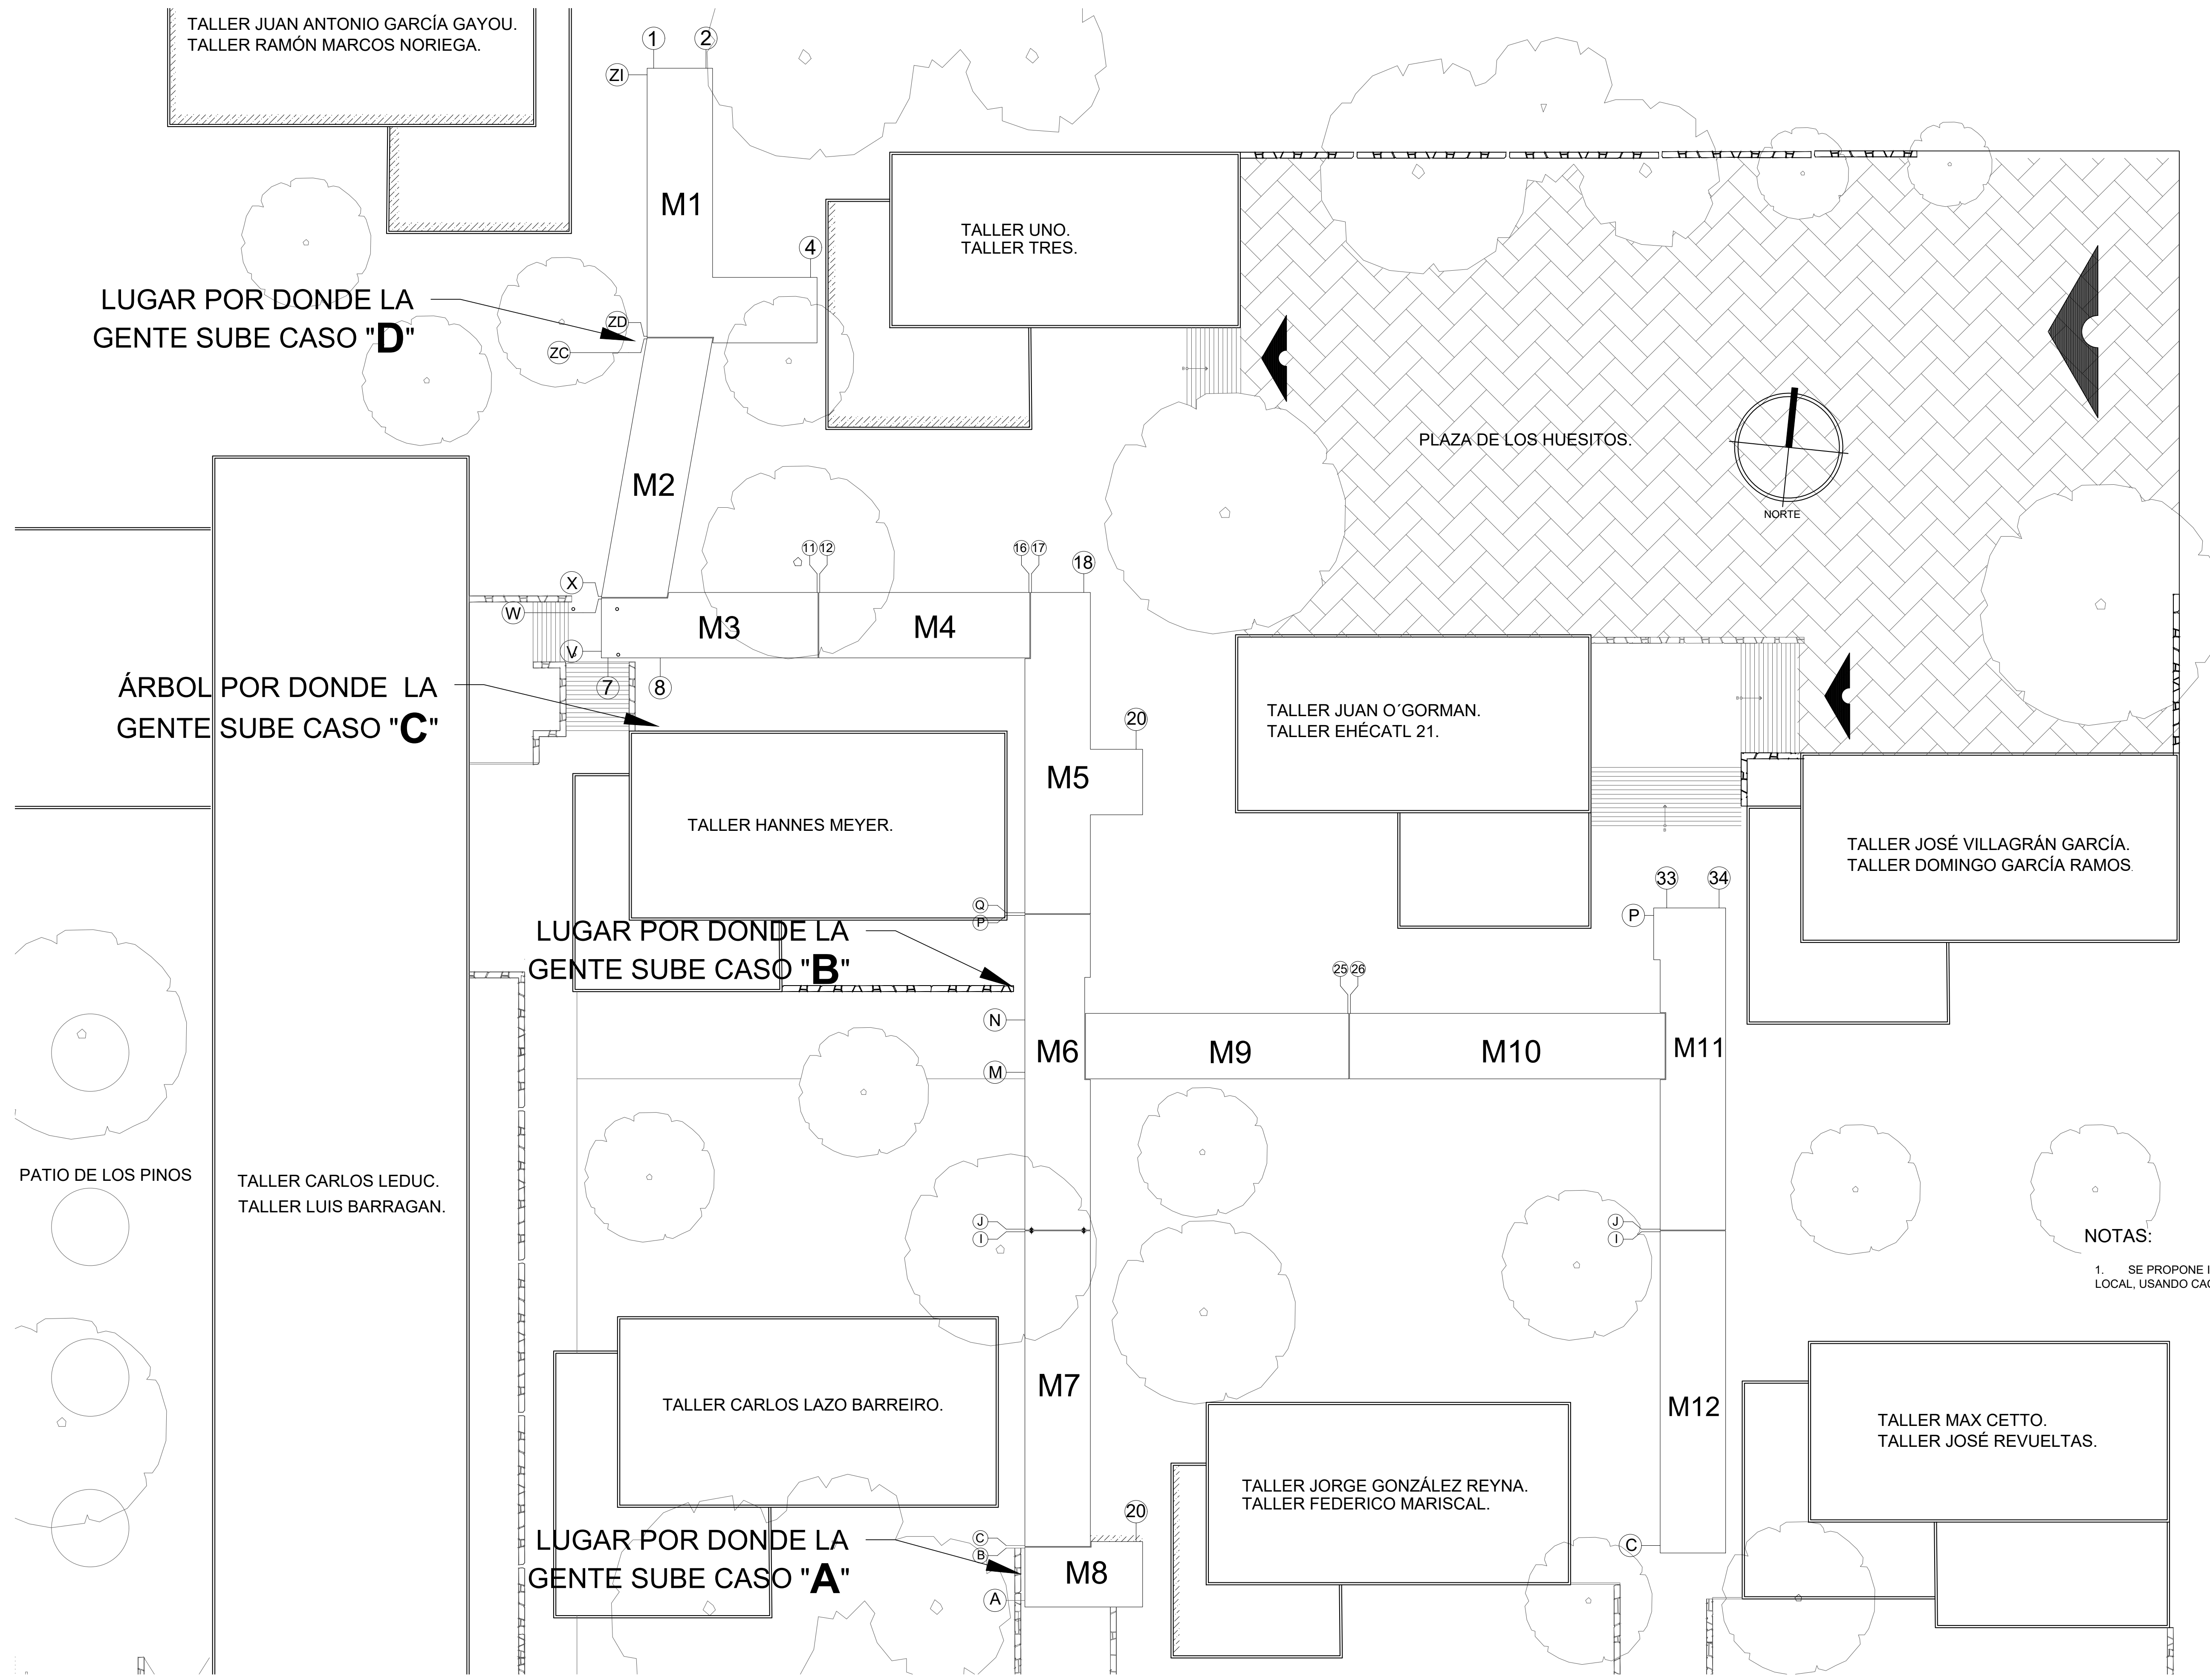 TALLER JUAN ANTONIO GARCÍA GAYOU.
TALLER RAMÓN MARCOS NORIEGA.
1
2
ZI
M1
TALLER UNO.
TALLER TRES.
4
LUGAR POR DONDE LA
GENTE SUBE CASO "D"
ZD
ZC
PLAZA DE LOS HUESITOS.
NORTE
M2
11
12
16
17
18
X
W
V
M3
M4
7
8
ÁRBOL POR DONDE LA
GENTE SUBE CASO "C"
20
M5
TALLER JUAN O´GORMAN.
TALLER EHÉCATL 21.
TALLER HANNES MEYER.
TALLER JOSÉ VILLAGRÁN GARCÍA.
TALLER DOMINGO GARCÍA RAMOS.
33
34
P
Q
P
LUGAR POR DONDE LA
GENTE SUBE CASO "B"
25
26
N
M
M6
M9
M10
M11
PATIO DE LOS PINOS
TALLER CARLOS LEDUC.
TALLER LUIS BARRAGAN.
J
I
J
I
NOTAS:
1. SE PROPONE
LOCAL, USANDO
M7
M12
TALLER CARLOS LAZO BARREIRO.
TALLER MAX CETTO.
TALLER JOSÉ REVUELTAS.
TALLER JORGE GONZÁLEZ REYNA.
TALLER FEDERICO MARISCAL.
20
LUGAR POR DONDE LA
GENTE SUBE CASO "A"
C
B
A
M8
C